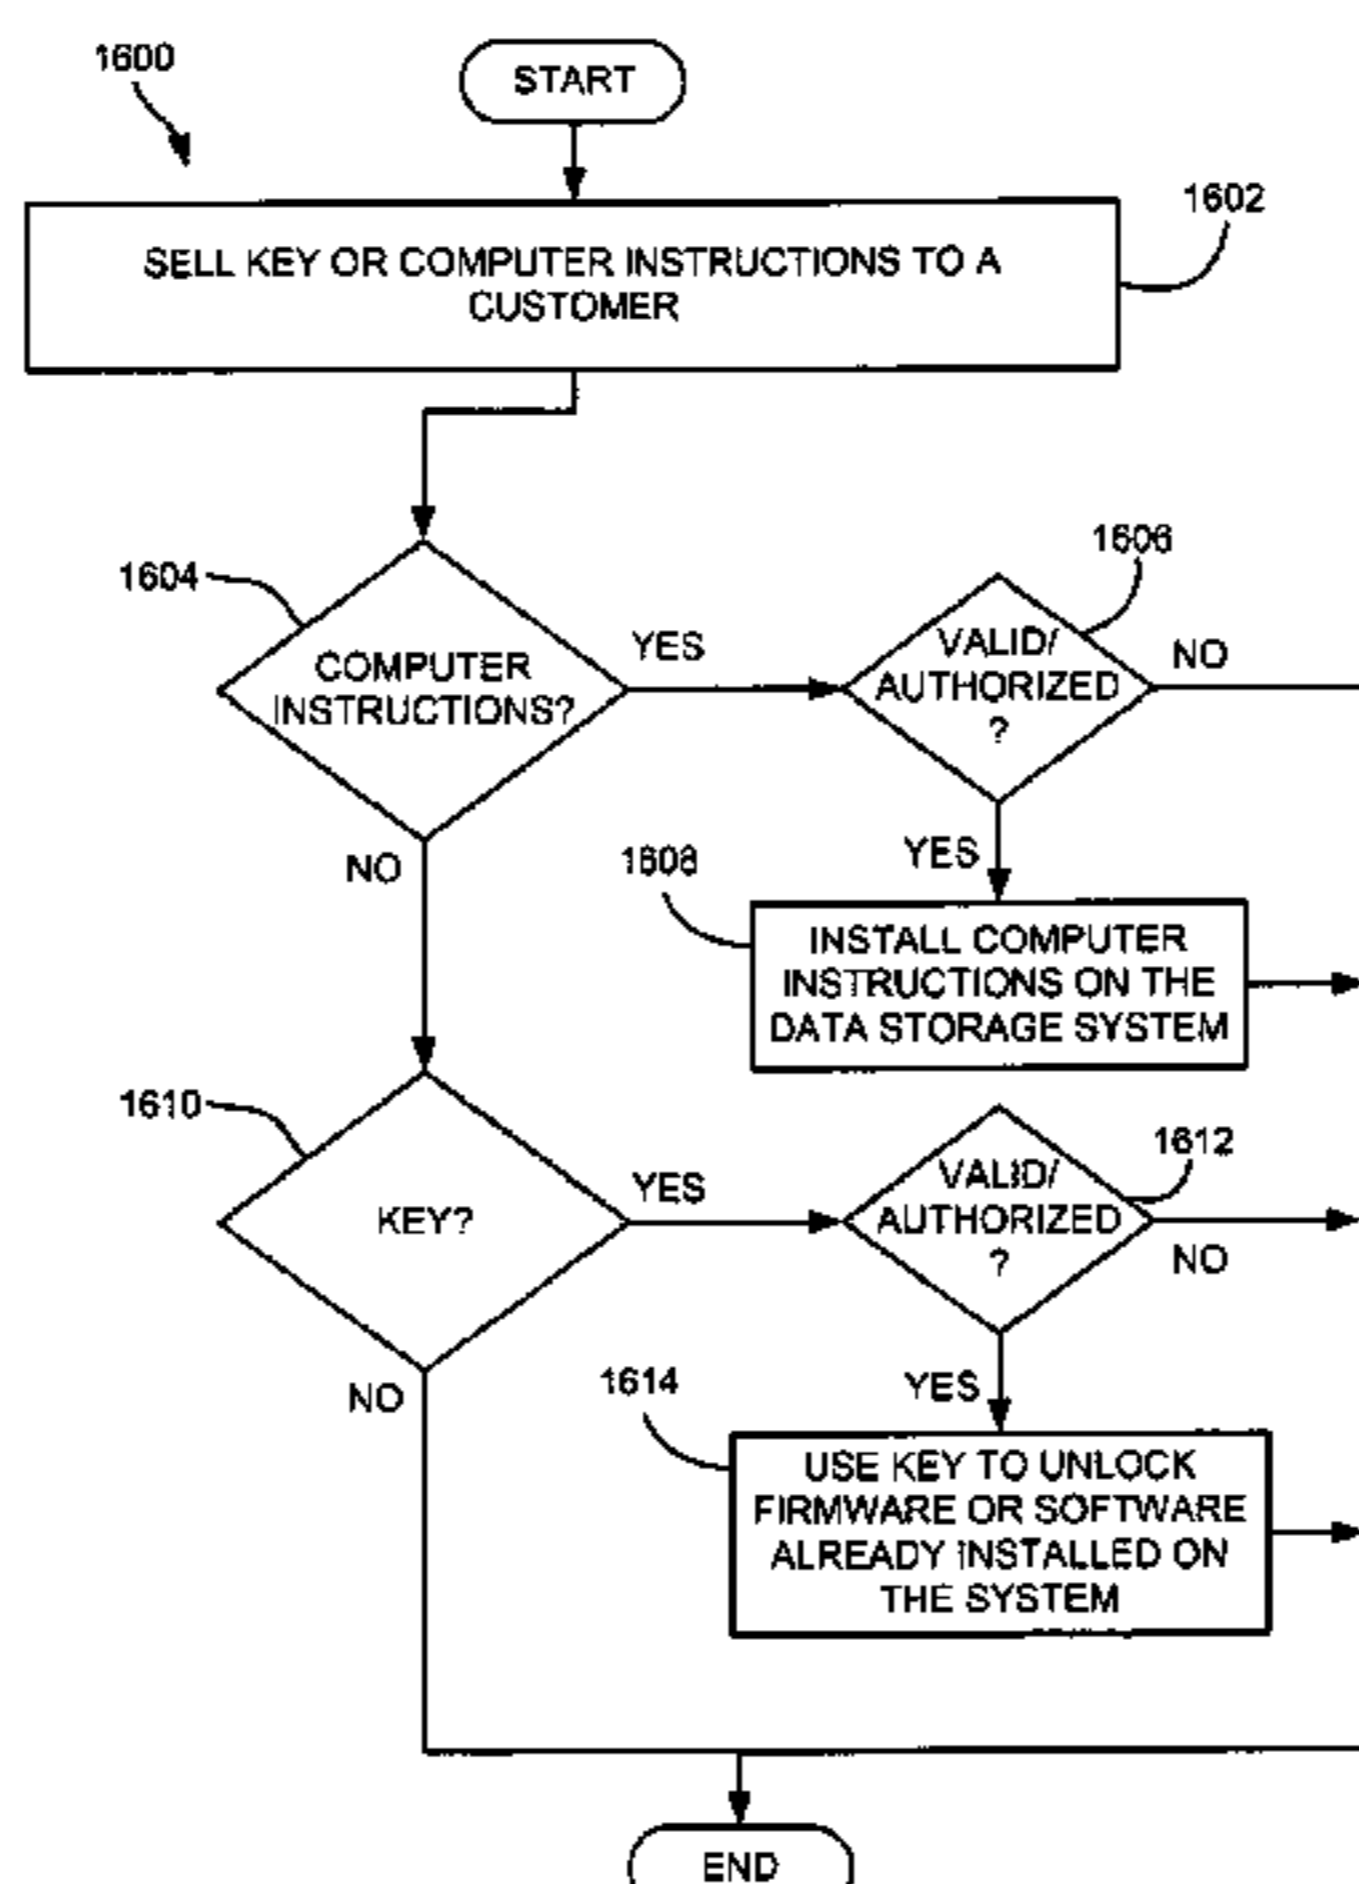 1600
START
1602
SELL KEY OR COMPUTER INSTRUCTIONS TO A
CUSTOMER
1604
COMPUTER
INSTRUCTIONS?
YES
NO
1606
VALID/
AUTHORIZED
?
NO
YES
1608
INSTALL COMPUTER
INSTRUCTIONS ON THE
DATA STORAGE SYSTEM
1610
KEY?
YES
NO
1612
VALID/
AUTHORIZED
?
NO
YES
1614
USE KEY TO UNLOCK
FIRMWARE OR SOFTWARE
ALREADY INSTALLED ON
THE SYSTEM
END